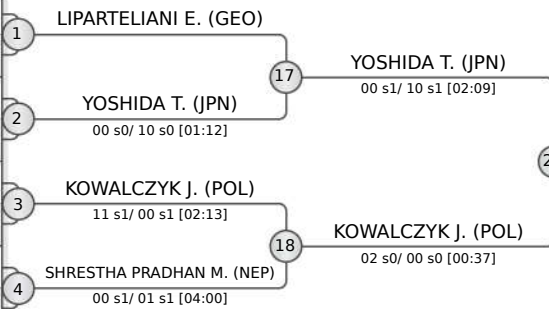 1
LIPARTELIANI E. (GEO)
17
YOSHIDA T. (JPN)
00 s1/ 10 s1 [02:09]
2
YOSHIDA T. (JPN)
00 s0/ 10 s0 [01:12]
3
KOWALCZYK J. (POL)
11 s1/ 00 s1 [02:13]
18
KOWALCZYK J. (POL)
02 s0/ 00 s0 [00:37]
4
SHRESTHA PRADHAN M. (NEP)
00 s1/ 01 s1 [04:00]